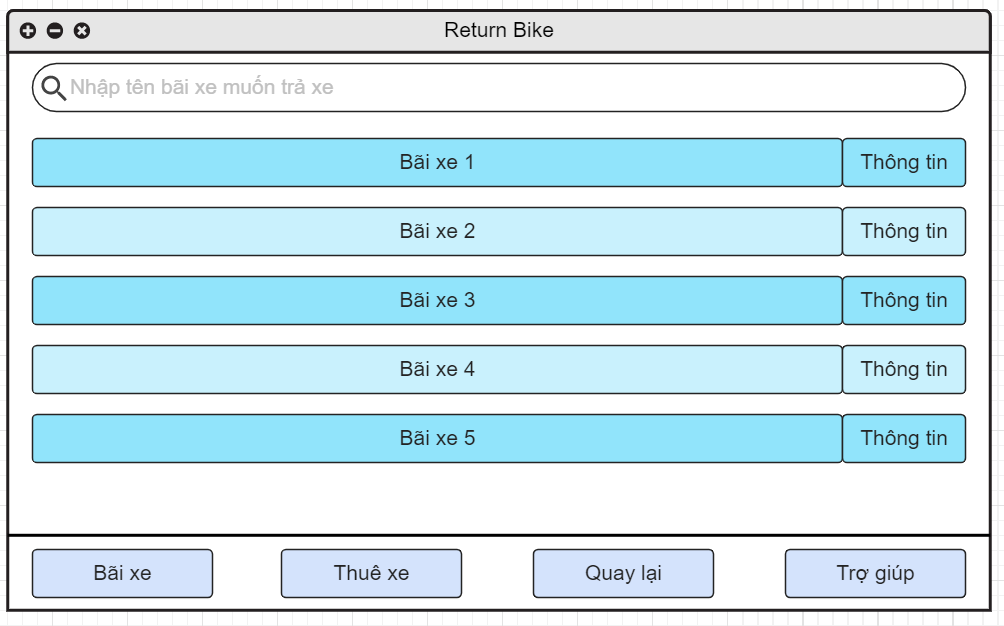 Return Bike
Nhập tên bãi xe muốn trả xe
Bãi xe 1 Thông tin
Bãi xe 2 Thông tin
Bãi xe 3 Thông tin
Bãi xe 4 Thông tin
Bãi xe 5 Thông tin
Bãi xe Thuê xe Quay lại Trợ giúp